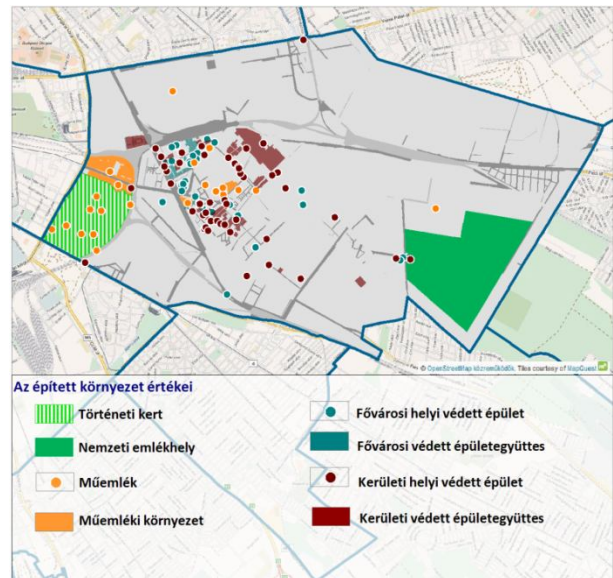 © OpenStreetMap közreműködők. Tiles courtesy of MapQuest
Az épített környezet értékei
Történeti kert
Nemzeti emlékhely
Műemlék
Műemléki környezet
Fővárosi helyi védett épület
Fővárosi védett épületegyüttes
Kerületi helyi védett épület
Kerületi védett épületegyüttes